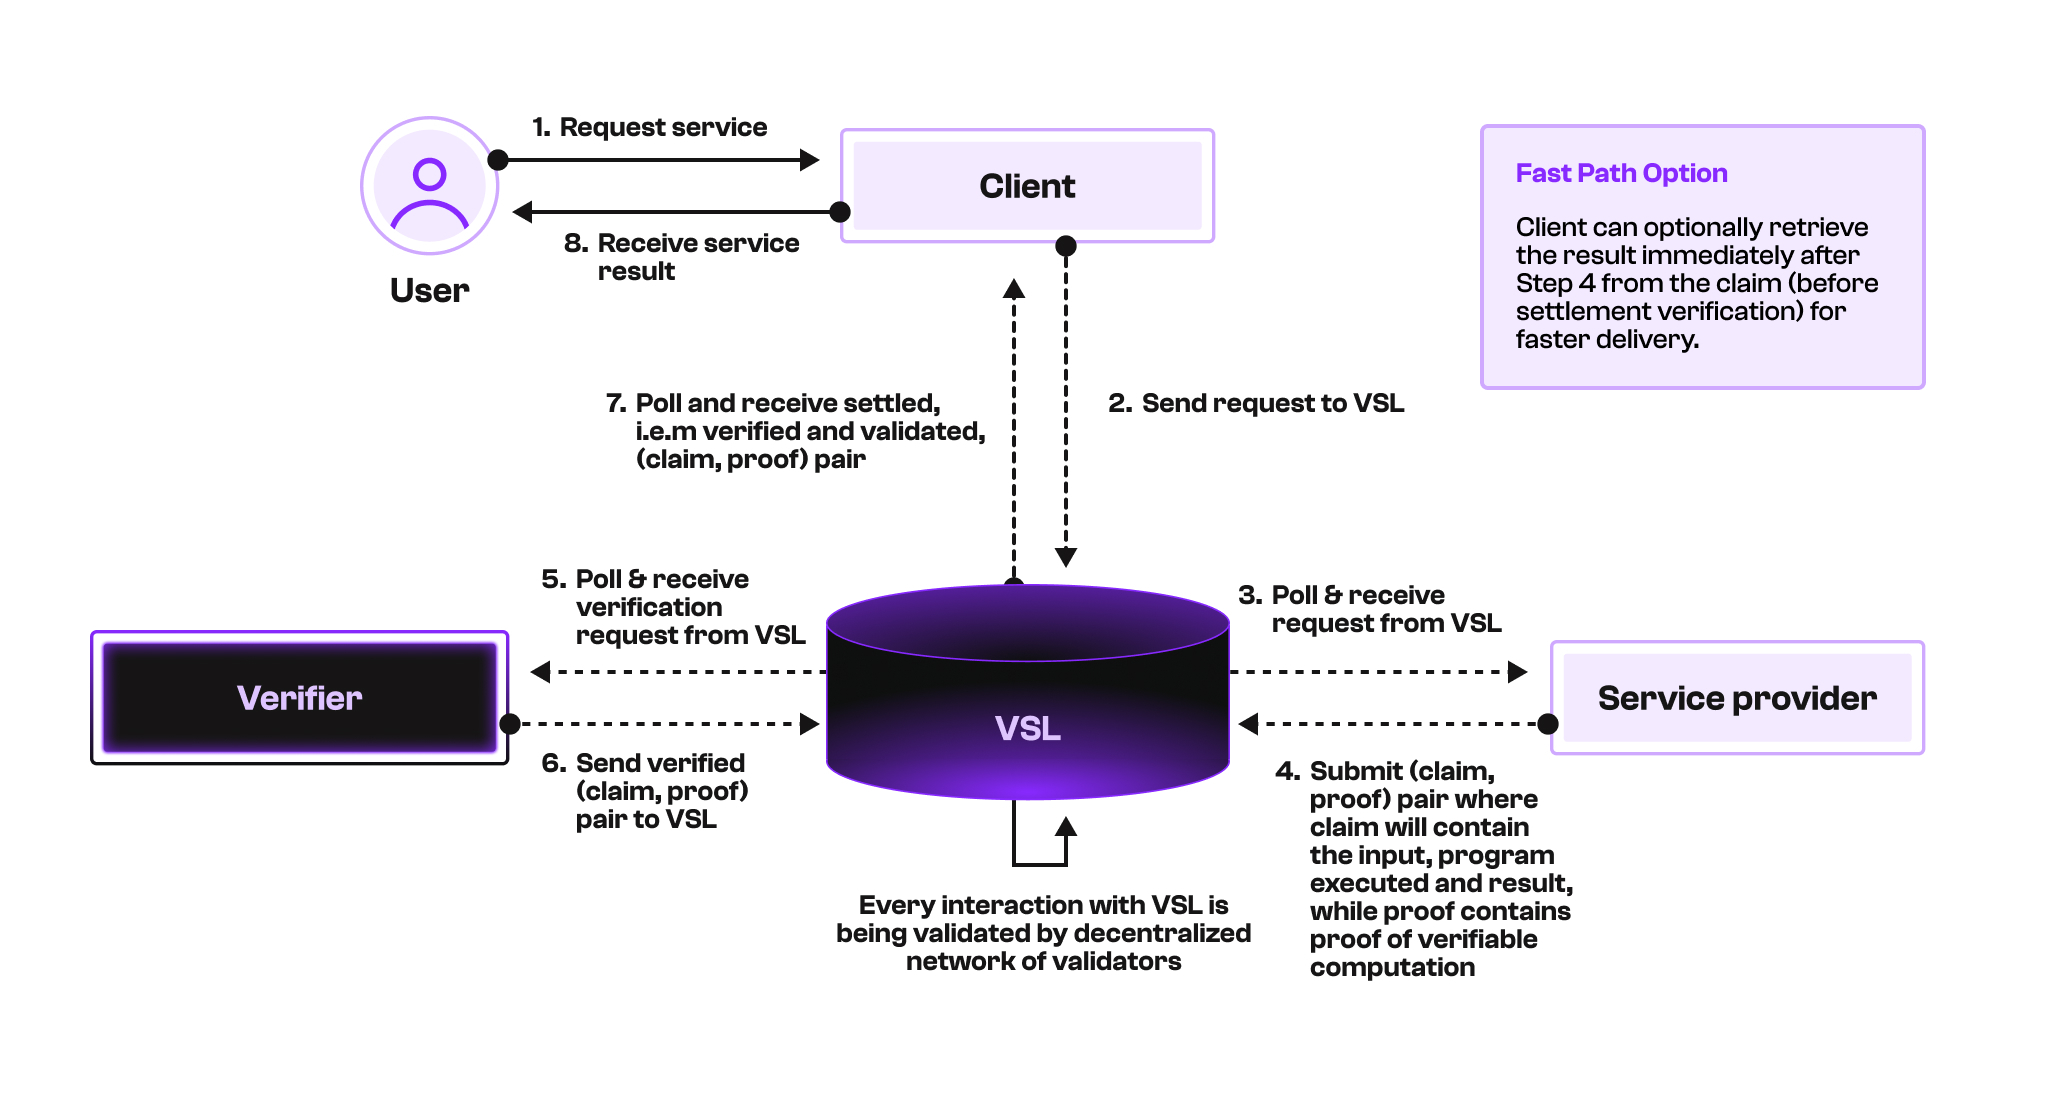 1. Request service
Client
8. Receive service
result
User
Fast Path Option
Client can optionally retrieve
the result immediately after
Step 4 from the claim (before
settlement verification) for
faster delivery.
7. Poll and receive settled,
i.e.m verified and validated,
(claim, proof) pair
2. Send request to VSL
5. Poll & receive
verification
request from VSL
3. Poll & receive
request from VSL
Verifier
VSL
Service provider
6. Send verified
(claim, proof)
pair to VSL
4. Submit (claim,
proof) pair where
claim will contain
the input, program
executed and result,
while proof contains
proof of verifiable
computation
Every interaction with VSL is
being validated by decentralized
network of validators